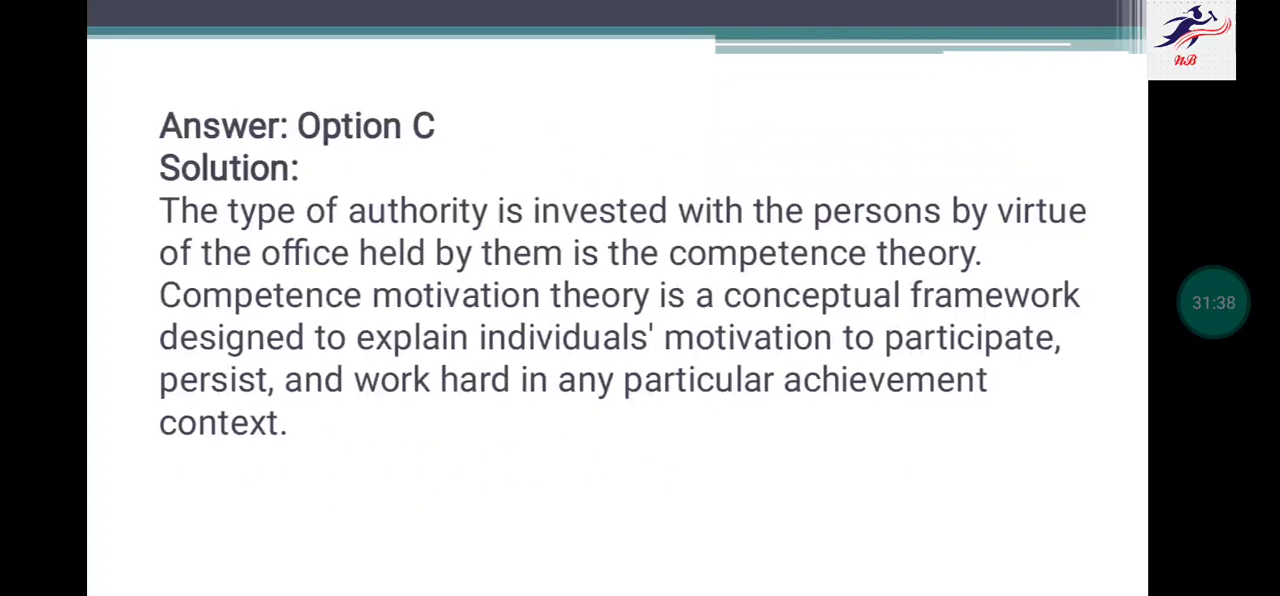 NB
Answer: Option C
Solution:
The type of authority is invested with the persons by virtue
of the office held by them is the competence theory.
Competence motivation theory is a conceptual framework
designed to explain individuals' motivation to participate,
persist, and work hard in any particular achievement
context.
31:38